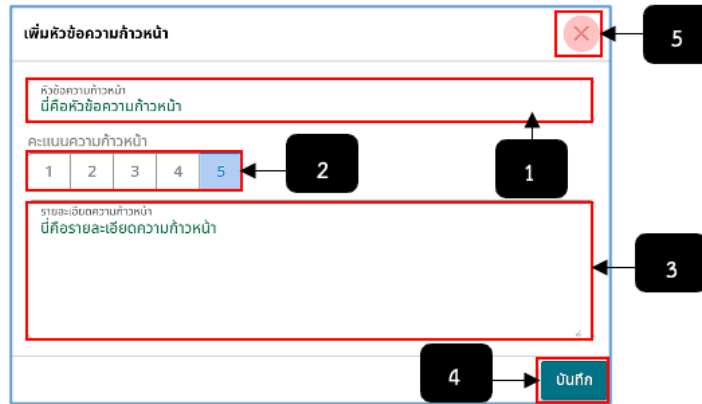 เพิ่มหัวข้อความก้าวหน้า
5
หัวข้อความก้าวหน้า
นี่คือหัวข้อความก้าวหน้า
คะแนนความก้าวหน้า
1 2 3 4 5
2
1
รายละเอียดความก้าวหน้า
นี่คือรายละเอียดความก้าวหน้า
3
4
บันทึก